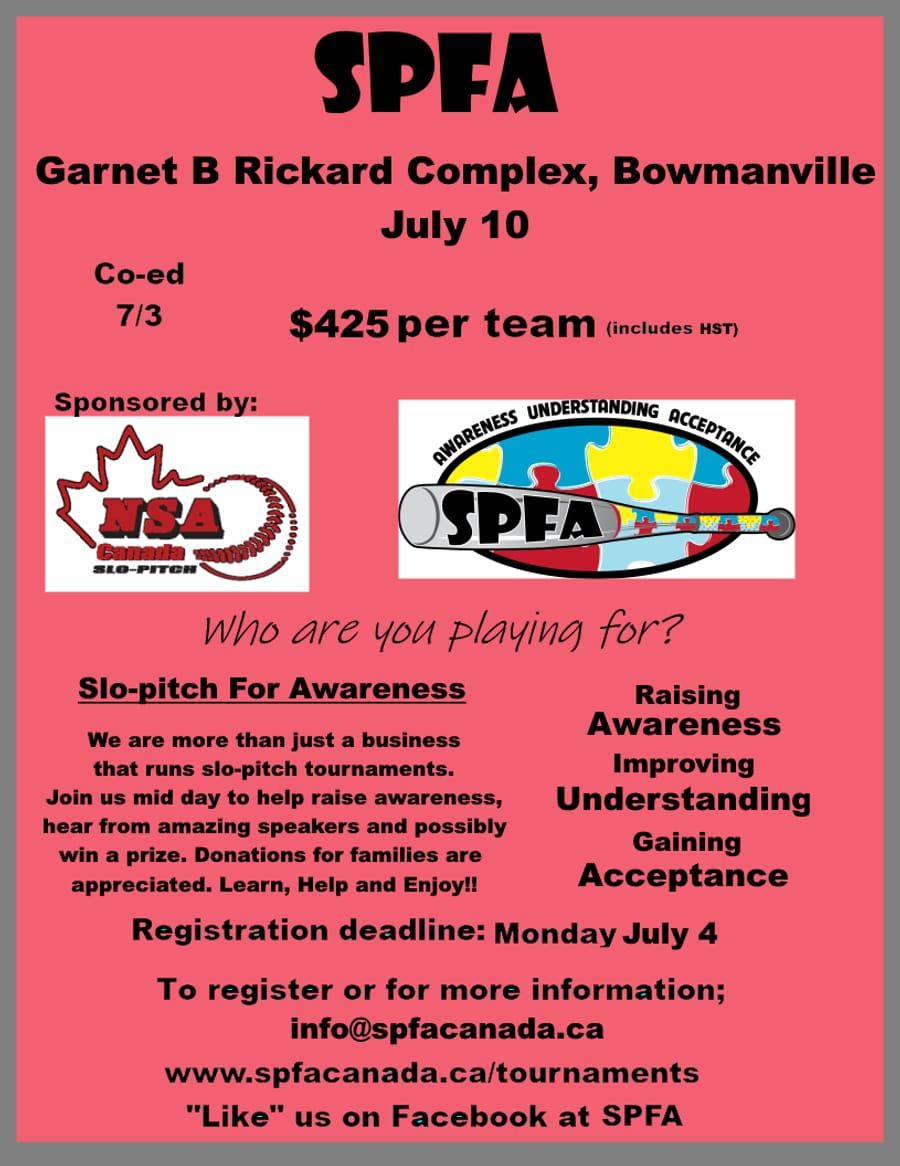 SPFA
Garnet B Rickard Complex, Bowmanville
July 10
Co-ed
7/3
$425 per team (includes HST)
Sponsored by:
NSA
Canada
SLO-PITCH
AWARENESS UNDERSTANDING ACCEPTANCE
SPFA
Who are you playing for?
Slo-pitch For Awareness
We are more than just a business
that runs slo-pitch tournaments.
Join us mid day to help raise awareness,
hear from amazing speakers and possibly
win a prize. Donations for families are
appreciated. Learn, Help and Enjoy!!
Raising
Awareness
Improving
Understanding
Gaining
Acceptance
Registration deadline: Monday July 4
To register or for more information;
info@spfacanada.ca
www.spfacanada.ca/tournaments
"Like" us on Facebook at SPFA